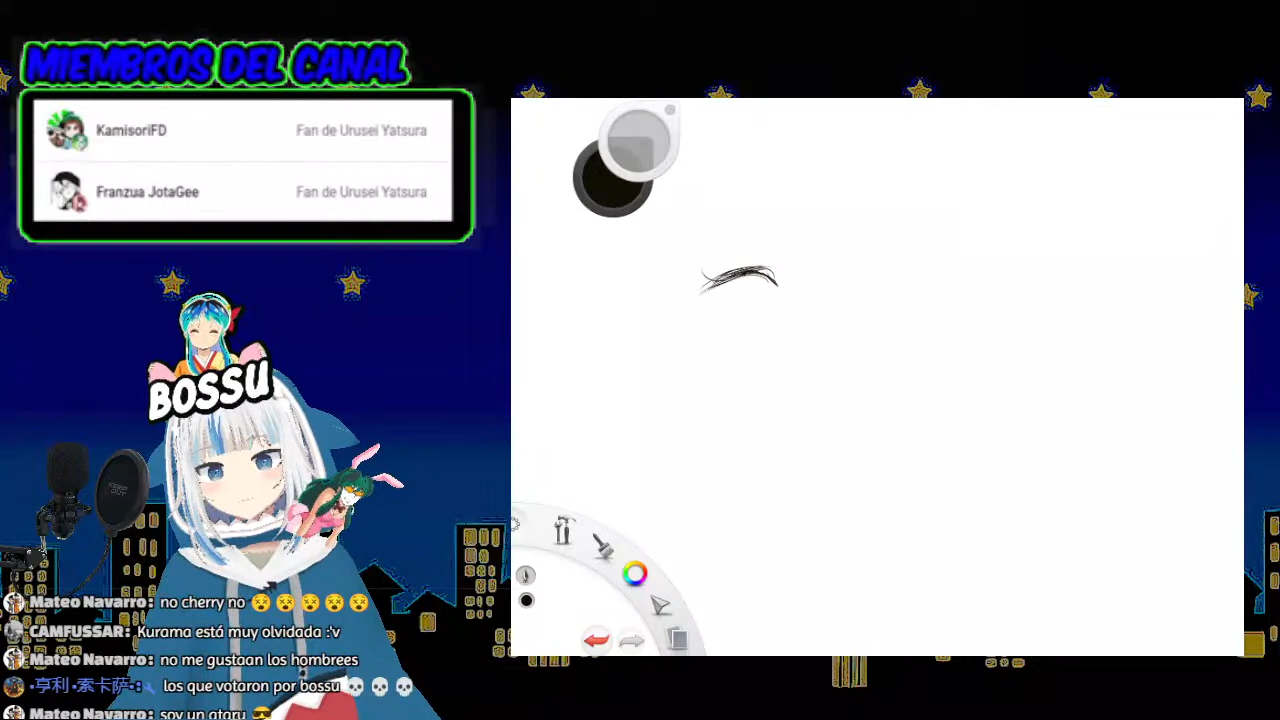 MIEMBROS DEL CANAL
KamisoriFD Fan de Urusei Yatsura
Franzua JotaGee Fan de Urusei Yatsura
BOSSU
KEEP OUT
Mateo Navarro: no cherry no 😵😵😵😵😵
CAMFUSSAR: Kurama está muy olvidada :'v
Mateo Navarro: no me gustaan los hombrees
•亨利•索卡萨•: los que votaron por bossu 💀💀💀
Mateo Navarro: soy un ataru 😎